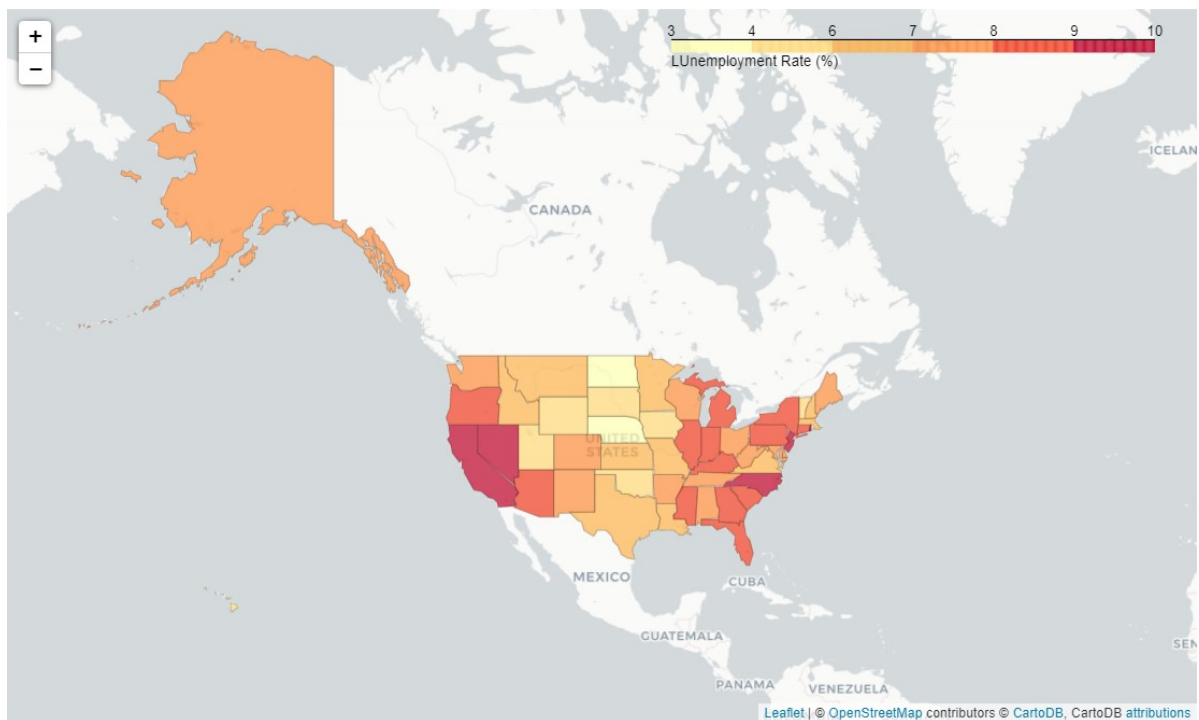 +
−
3 4 6 7 8 9 10
LUnemployment Rate (%)
ICELAN
CANADA
UNITED
STATES
MEXICO
CUBA
GUATEMALA
SEN
PANAMA
VENEZUELA
Leaflet | © OpenStreetMap contributors © CartoDB, CartoDB attributions